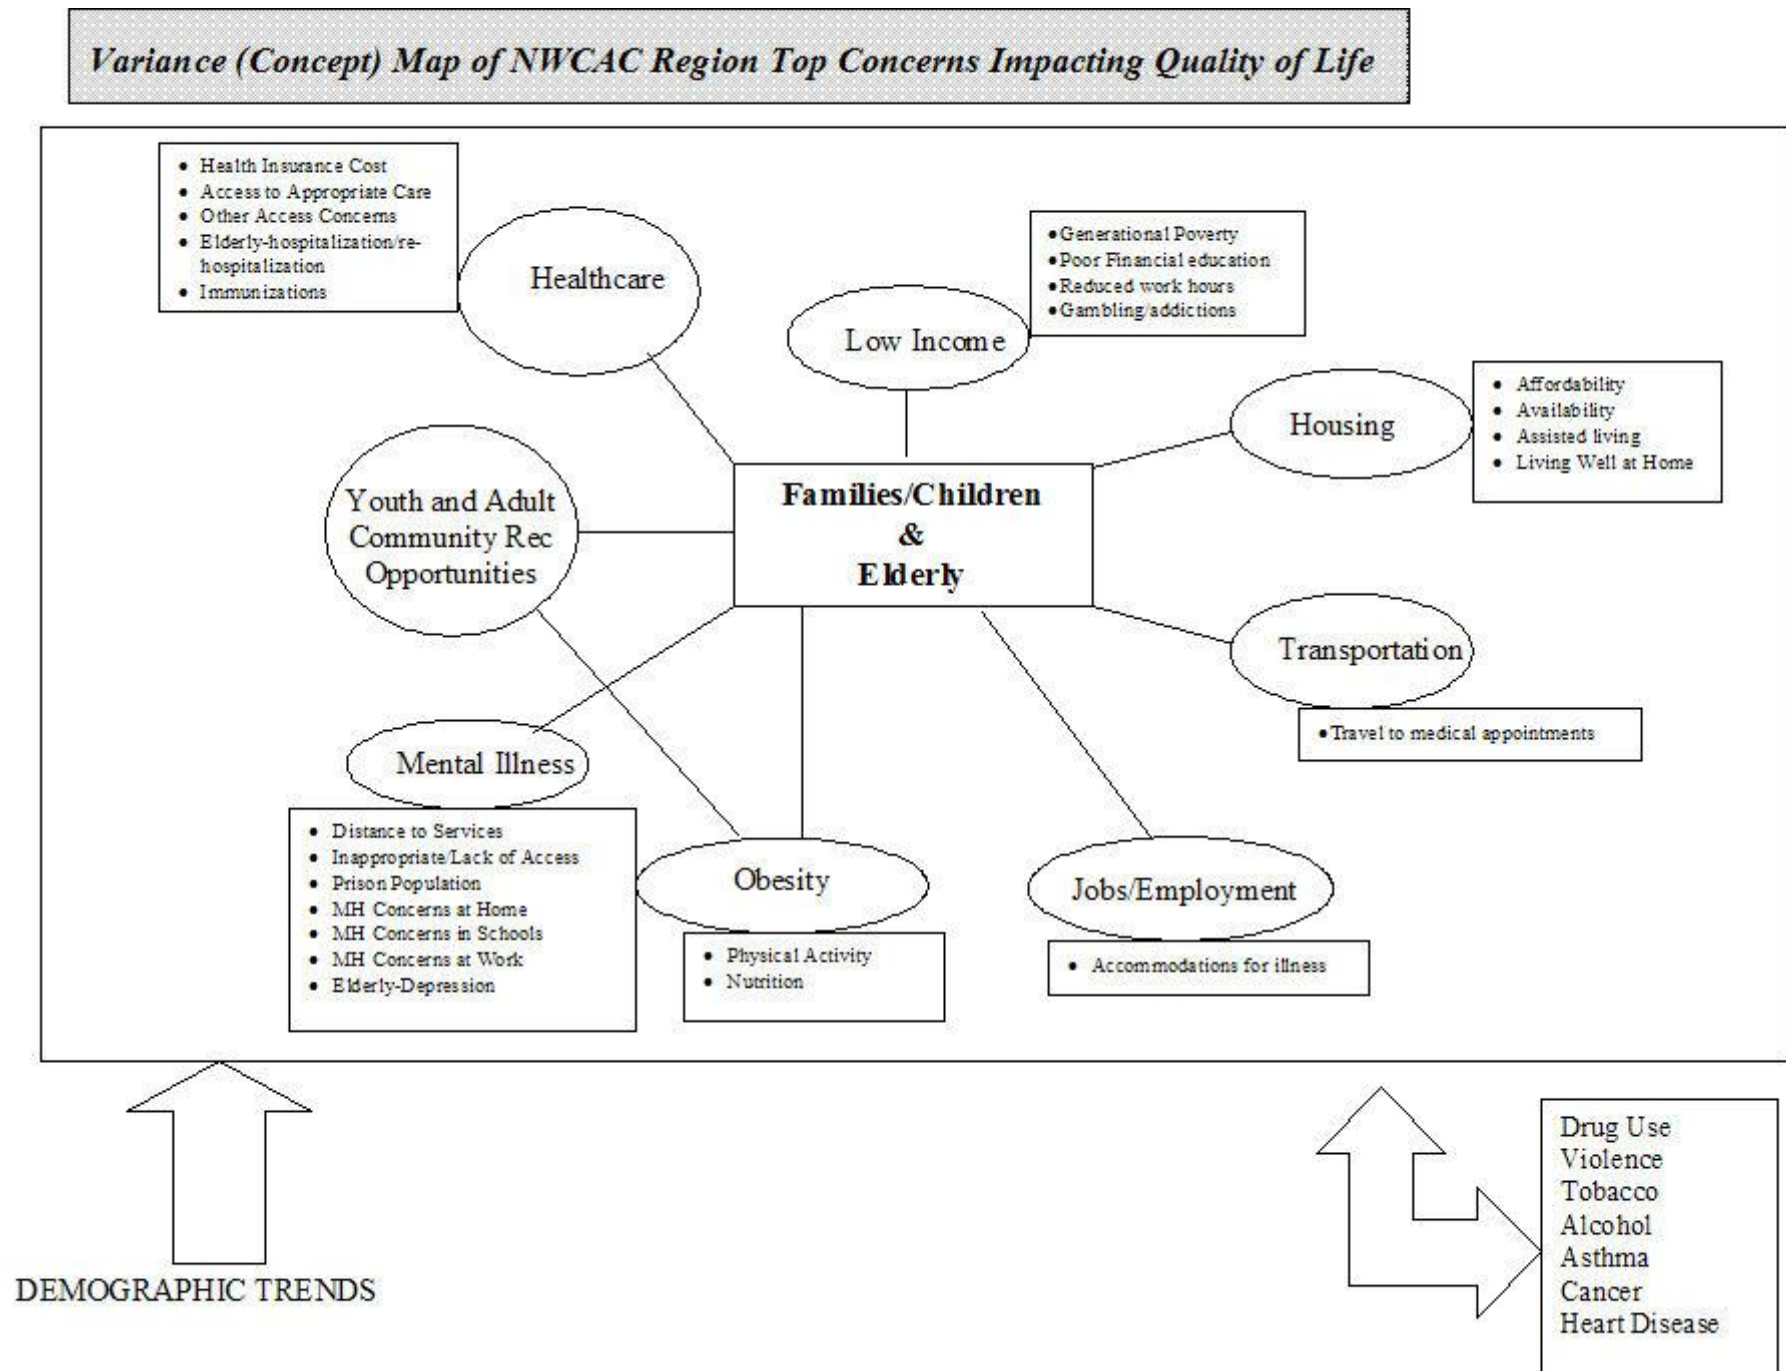 Variance (Concept) Map of NWCAC Region Top Concerns Impacting Quality of Life
• Health Insurance Cost
• Access to Appropriate Care
• Other Access Concerns
• Elderly-hospitalization/re-
hospitalization
• Immunizations
Healthcare
•Generational Poverty
•Poor Financial education
•Reduced work hours
•Gambling/addictions
Low Income
• Affordability
• Availability
• Assisted living
• Living Well at Home
Housing
Youth and Adult
Community Rec
Opportunities
Families/Children
&
Elderly
Transportation
•Travel to medical appointments
Mental Illness
• Distance to Services
• Inappropriate/Lack of Access
• Prison Population
• MH Concerns at Home
• MH Concerns in Schools
• MH Concerns at Work
• Elderly-Depression
Obesity
• Physical Activity
• Nutrition
Jobs/Employment
• Accommodations for illness
DEMOGRAPHIC TRENDS
Drug Use
Violence
Tobacco
Alcohol
Asthma
Cancer
Heart Disease